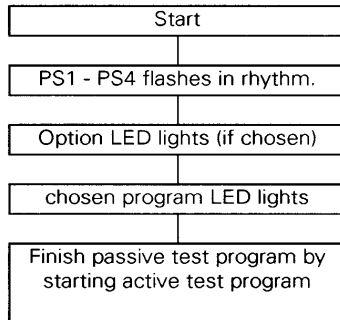 Start
PS1 - PS4 flashes in rhythm.
Option LED lights (if chosen)
chosen program LED lights
Finish passive test program by
starting active test program